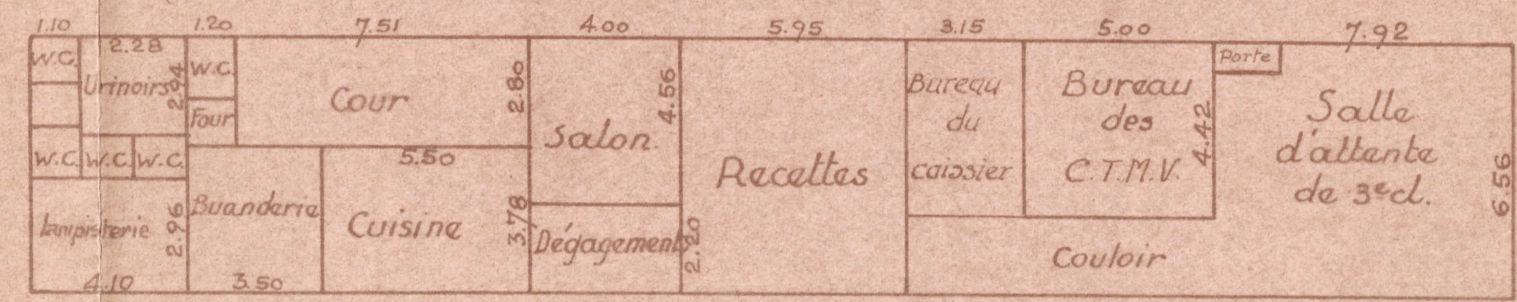 1.10 1.20 7.51 4.00 5.95 3.15 5.00 7.92
W.C. 2.28 Urinoirs 2.94
W.C.
Four
Cour 2.80
Salon. 4.56
Recettes
Bureau
du
caissier
Bureau
des
C.T.M.V. 4.42
Porte
Salle
d'attente
de 3e cl. 6.56
W.C. W.C. W.C.
Lampisterie 2.96
4.10
Buanderie
3.50
5.50
Cuisine 3.78
Dégagement 2.20
Couloir